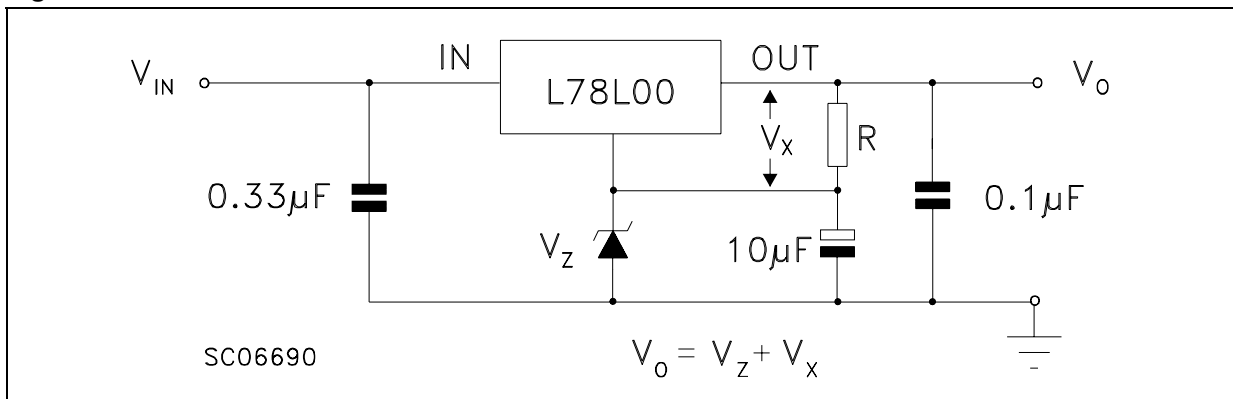 IN
OUT
V_IN
L78L00
V_O
V_X
R
0.33µF
0.1µF
V_Z
10µF
SC06690
V_O = V_Z + V_X